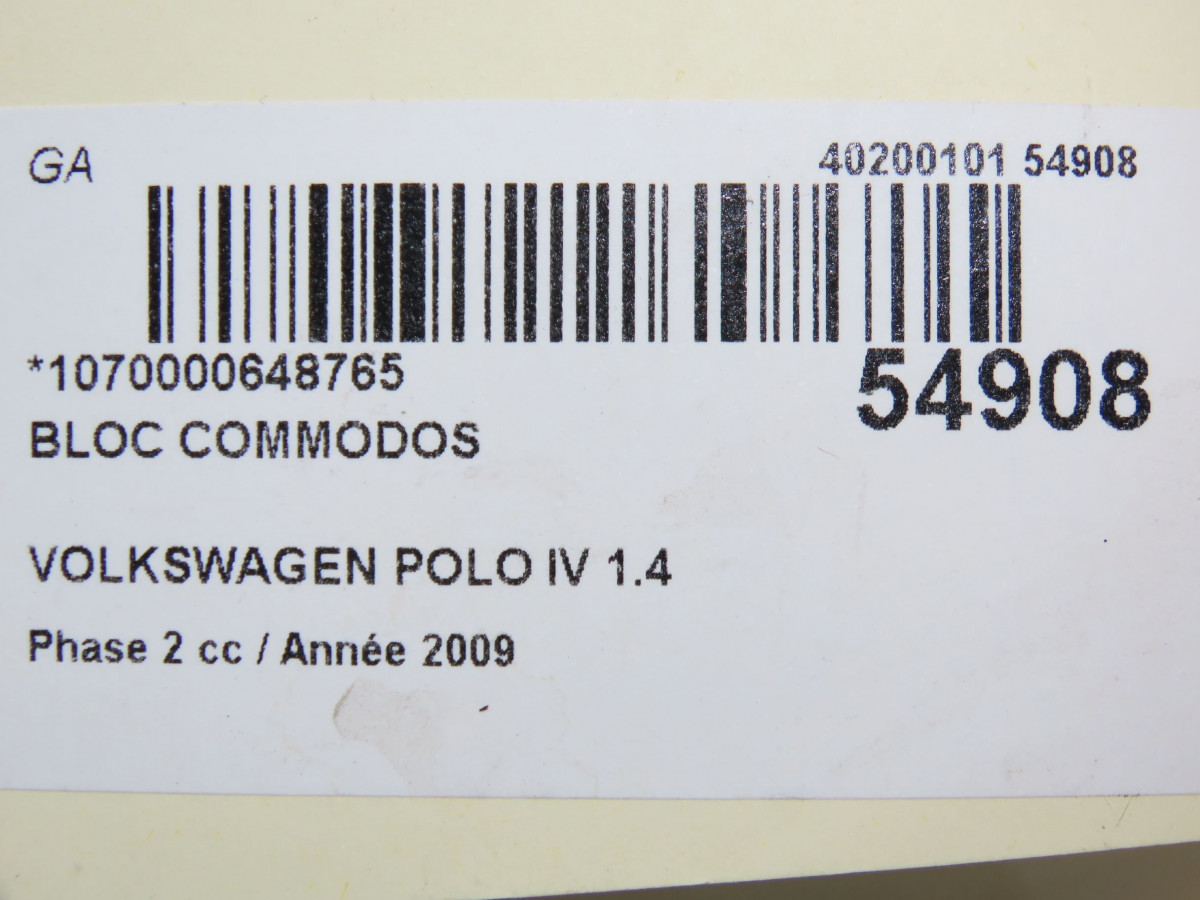 GA
40200101 54908
*1070000648765
54908
BLOC COMMODOS
VOLKSWAGEN POLO IV 1.4
Phase 2 cc / Année 2009